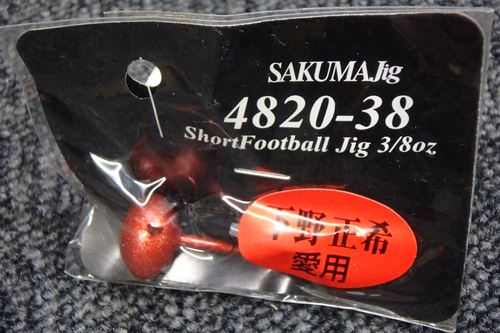 SAKUMA Jig
4820-38
ShortFootball Jig 3/8oz
下野正希
愛用